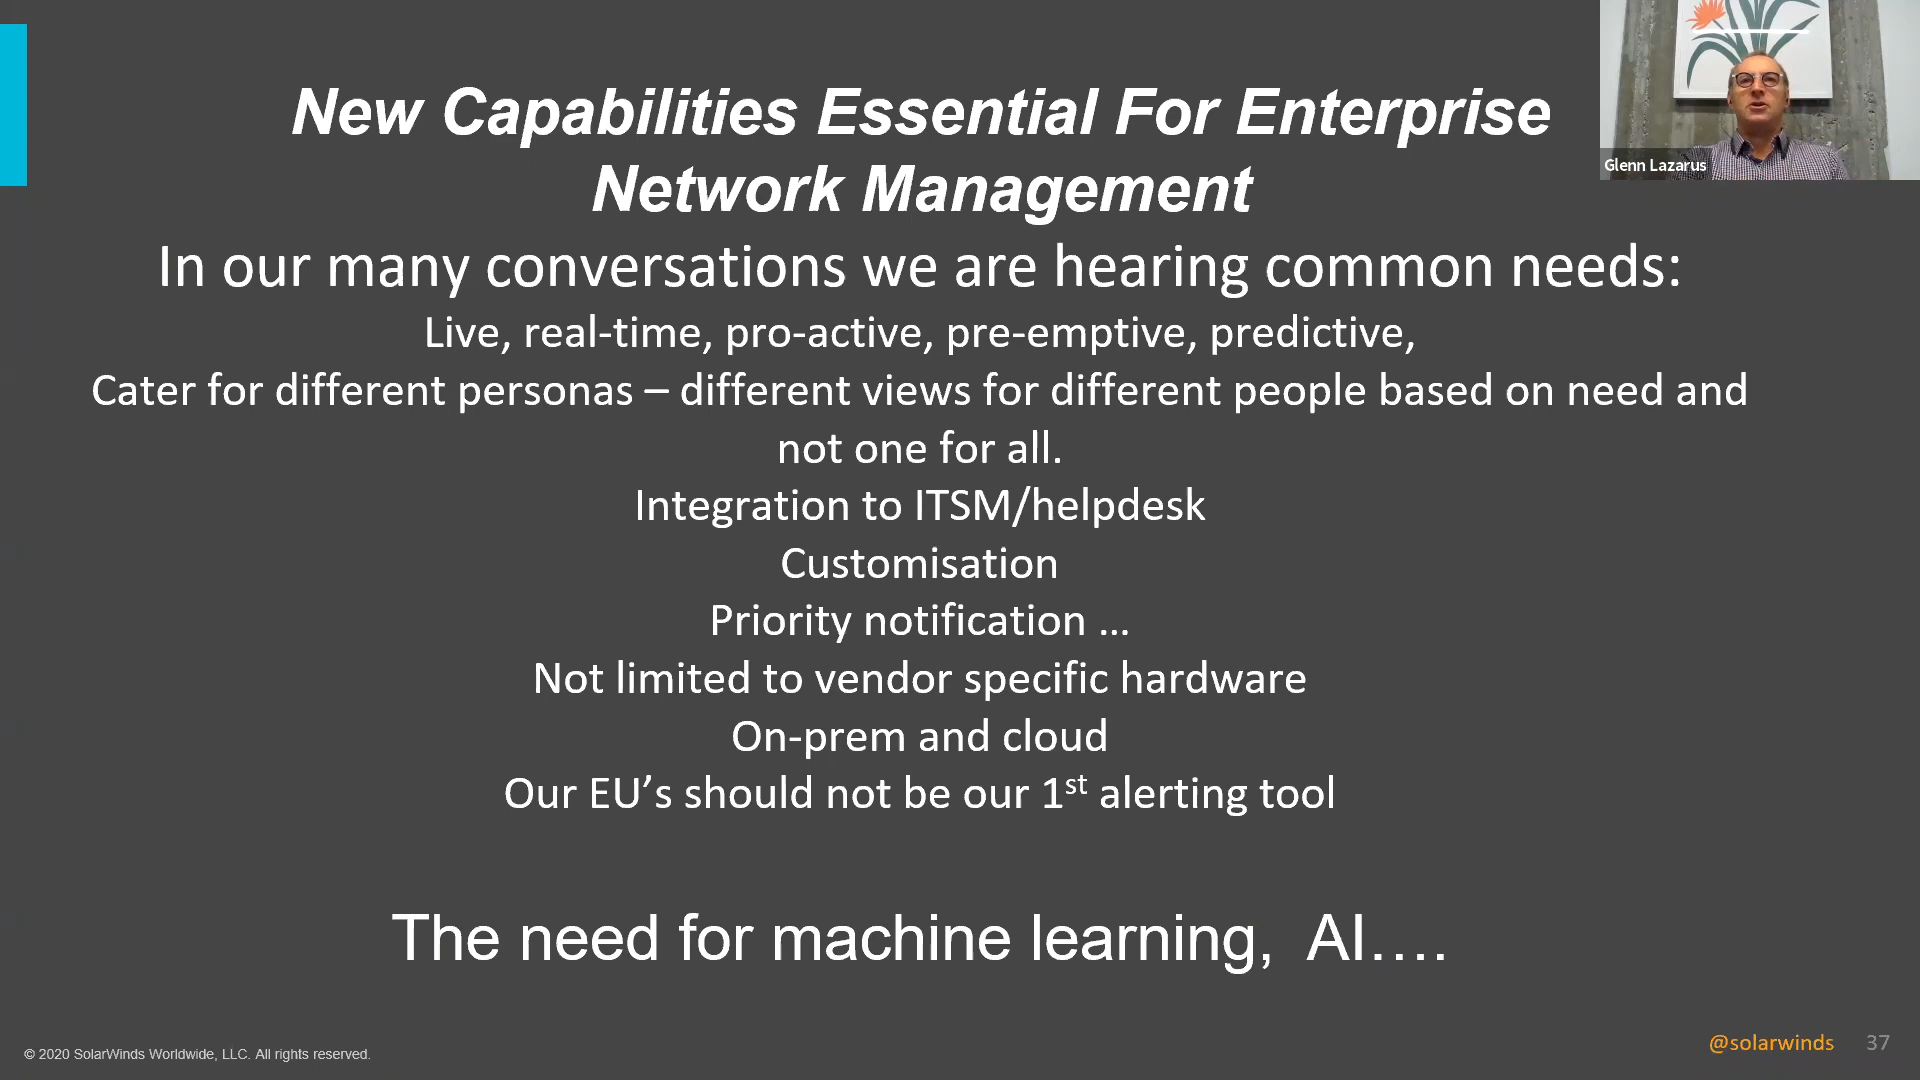 New Capabilities Essential For Enterprise
Network Management
Glenn Lazarus
In our many conversations we are hearing common needs:
Live, real-time, pro-active, pre-emptive, predictive,
Cater for different personas – different views for different people based on need and
not one for all.
Integration to ITSM/helpdesk
Customisation
Priority notification ...
Not limited to vendor specific hardware
On-prem and cloud
Our EU’s should not be our 1st alerting tool
The need for machine learning,  AI….
© 2020 SolarWinds Worldwide, LLC. All rights reserved.
@solarwinds 37